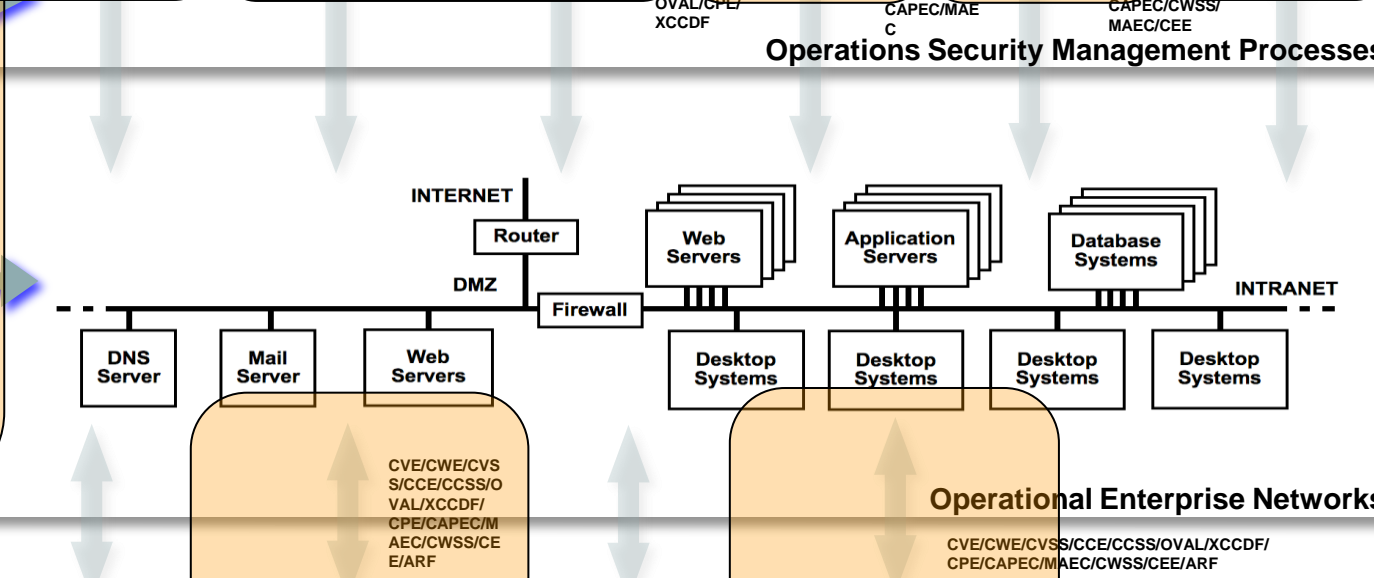 OVAL/CPE/
XCCDF
CAPEC/MAE
C
CAPEC/CWSS/
MAEC/CEE
Operations Security Management Processes
INTERNET
Router
DMZ
Firewall
Web
Servers
Application
Servers
Database
Systems
INTRANET
DNS
Server
Mail
Server
Web
Servers
Desktop
Systems
Desktop
Systems
Desktop
Systems
Desktop
Systems
CVE/CWE/CVS
S/CCE/CCSS/O
VAL/XCCDF/
CPE/CAPEC/M
AEC/CWSS/CE
E/ARF
Operational Enterprise Networks
CVE/CWE/CVSS/CCE/CCSS/OVAL/XCCDF/
CPE/CAPEC/MAEC/CWSS/CEE/ARF